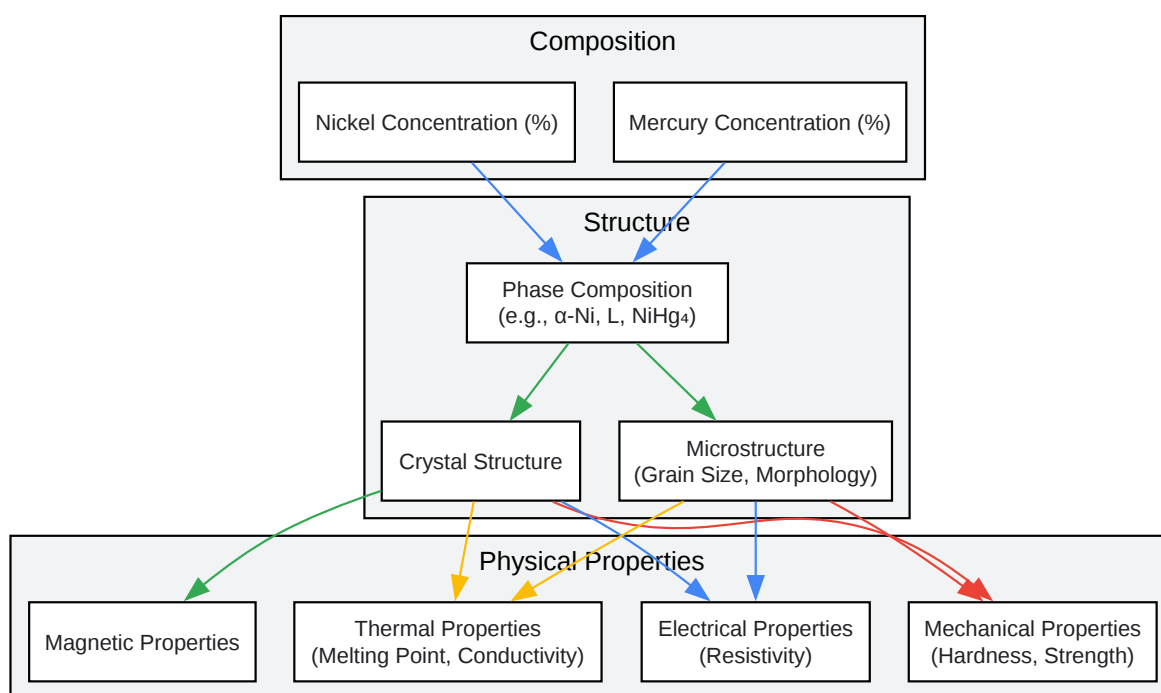 Composition
Nickel Concentration (%)
Mercury Concentration (%)
Structure
Phase Composition
(e.g., α-Ni, L, NiHg₄)
Crystal Structure
Microstructure
(Grain Size, Morphology)
Physical Properties
Magnetic Properties
Thermal Properties
(Melting Point, Conductivity)
Electrical Properties
(Resistivity)
Mechanical Properties
(Hardness, Strength)